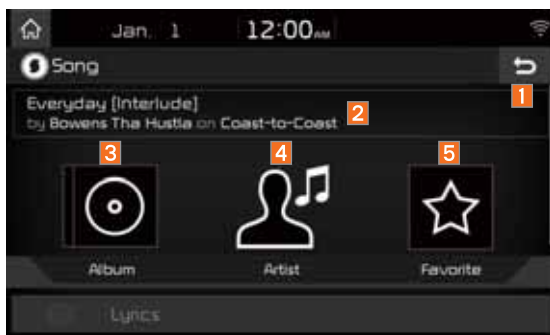 Jan. 1 12:00AM
Song
1
Everyday [Interlude]
by Bowens Tha Hustla on Coast-to-Coast
2
3 4 5
Album Artist Favorite
Lyrics